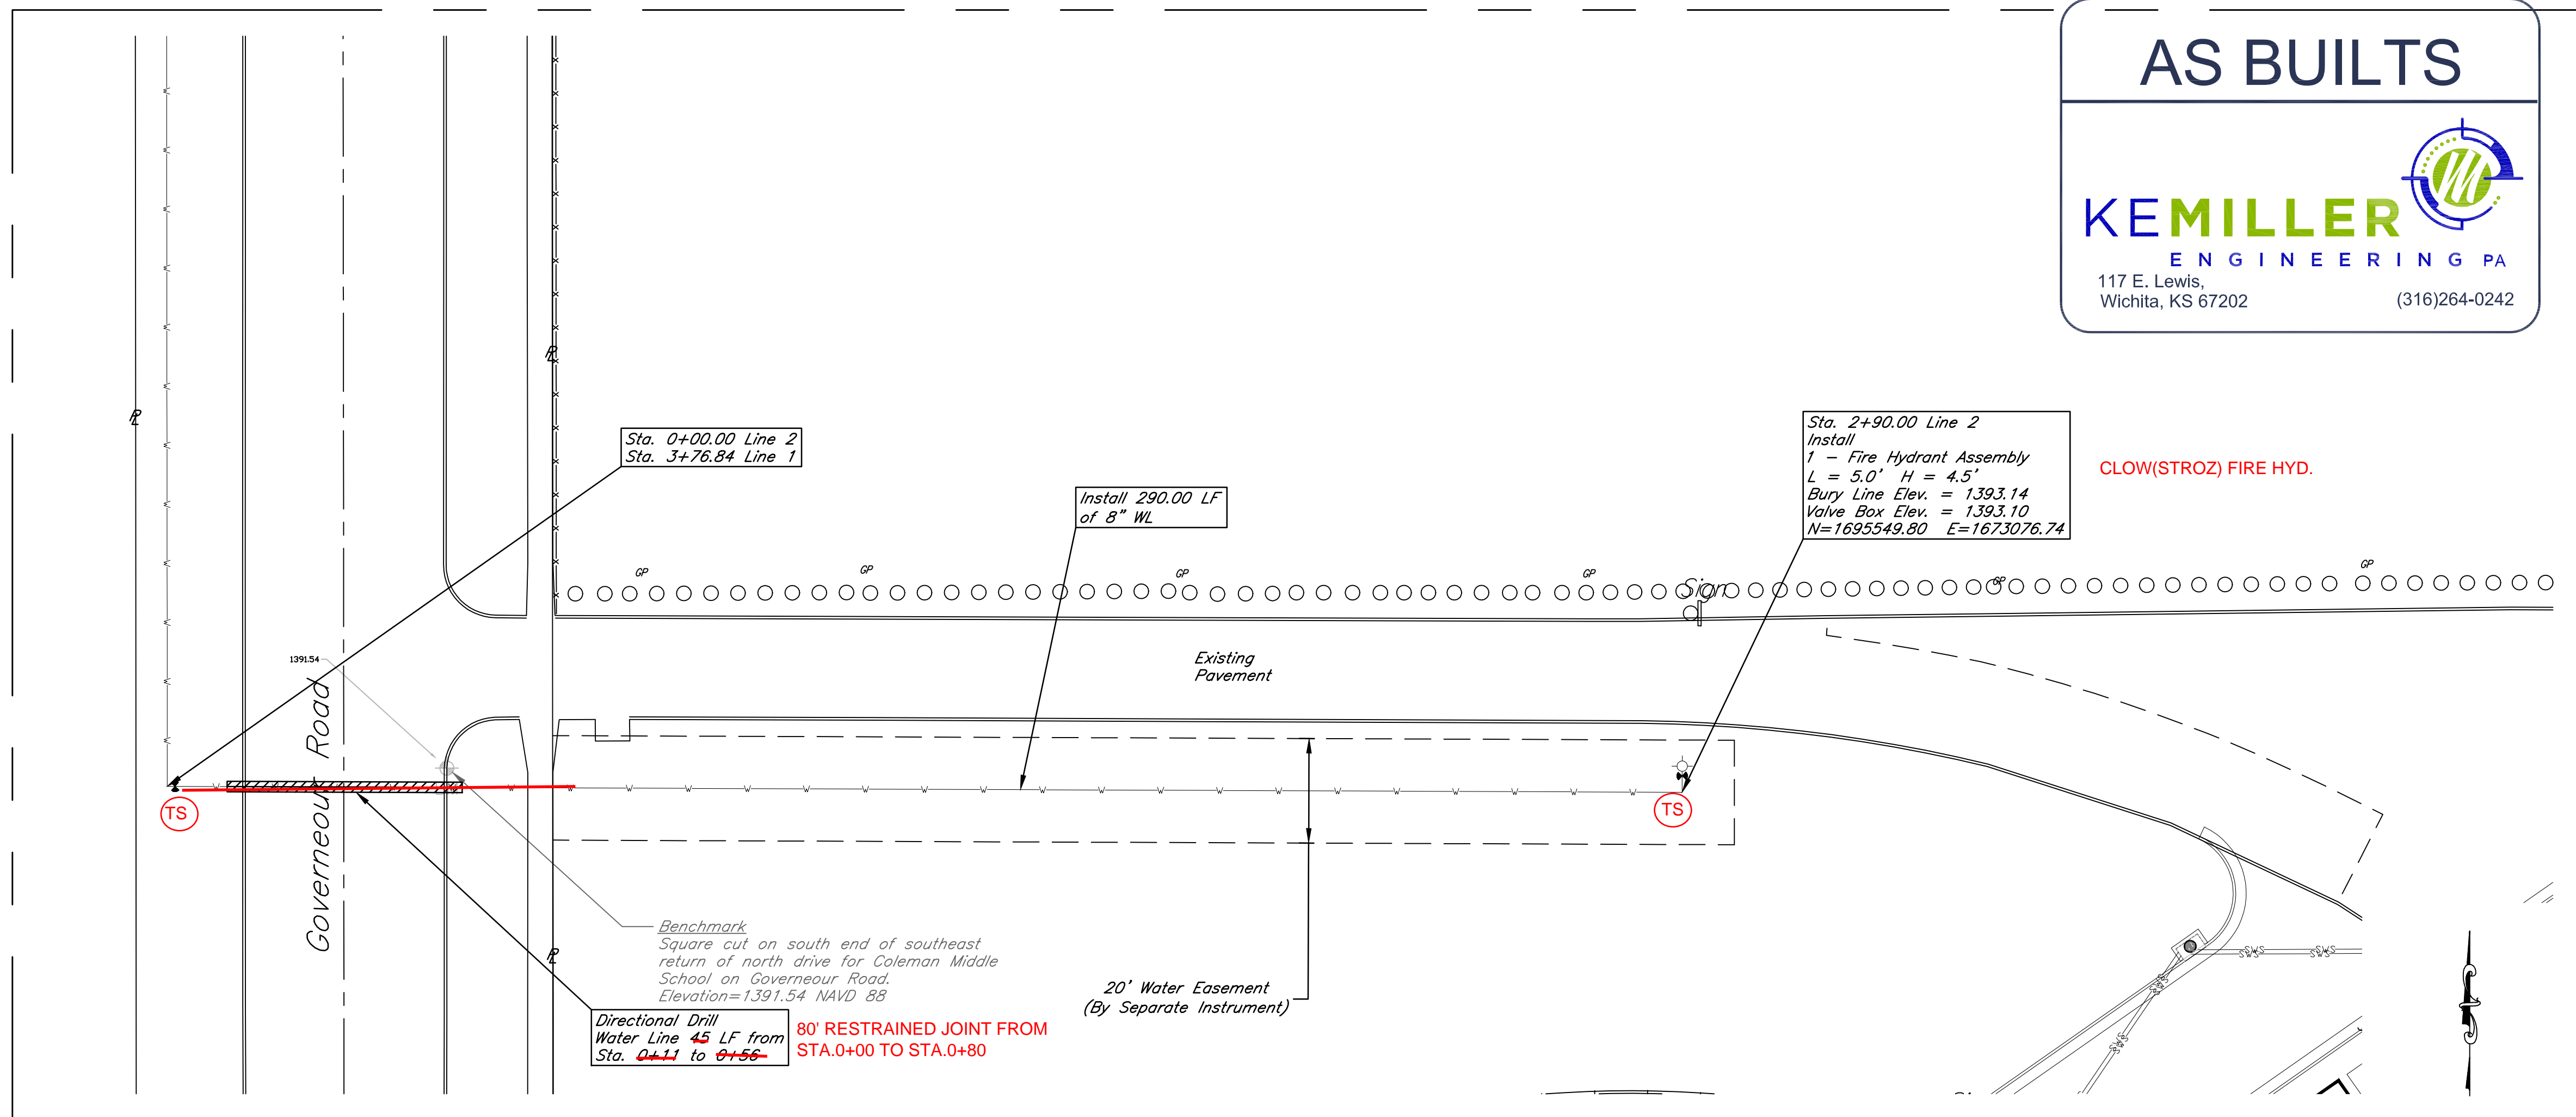 AS BUILTS
KEMILLER
ENGINEERING PA
117 E. Lewis,
Wichita, KS 67202
(316)264-0242
Sta. 0+00.00 Line 2
Sta. 3+76.84 Line 1
Install 290.00 LF
of 8" WL
Sta. 2+90.00 Line 2
Install
1 - Fire Hydrant Assembly
L = 5.0' H = 4.5'
Bury Line Elev. = 1393.14
Valve Box Elev. = 1393.10
N=1695549.80 E=1673076.74
CLOW(STROZ) FIRE HYD.
GP
GP
GP
GP
GP
GP
Sign
Existing
Pavement
1391.54
Governeour Road
TS
TS
Benchmark
Square cut on south end of southeast
return of north drive for Coleman Middle
School on Governeour Road.
Elevation=1391.54 NAVD 88
20' Water Easement
(By Separate Instrument)
Directional Drill
Water Line 45 LF from
Sta. 0+11 to 0+56
80' RESTRAINED JOINT FROM
STA.0+00 TO STA.0+80
PL
PL
PL
W W W W W W W W W W W W W W W W W W W W
SWS SWS
SWS
SWS